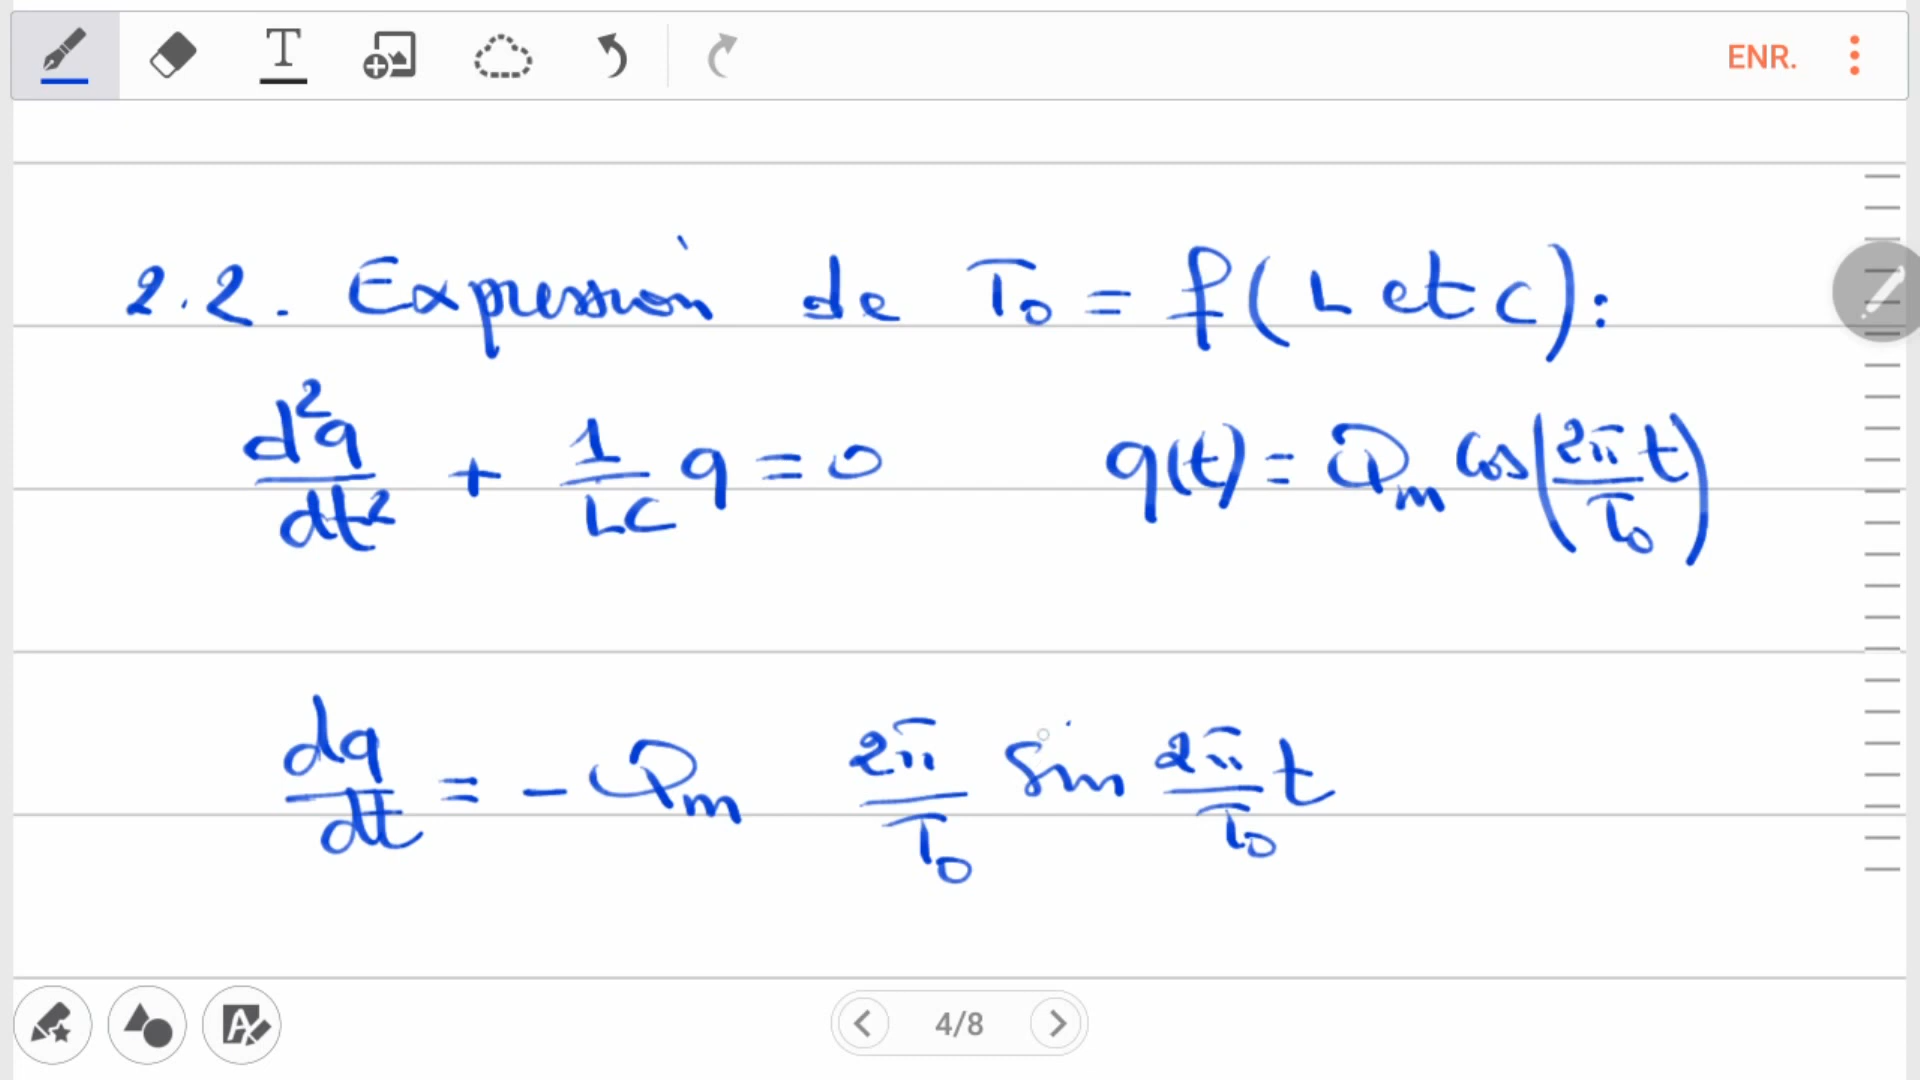 T
ENR.
2.2. Expression de T₀ = f(L et C):
d²q/dt² + 1/LC q = 0 q(t) = Qₘ cos(2π/T₀ t)
dq/dt = - Qₘ 2π/T₀ sin 2π/T₀ t
A
4/8